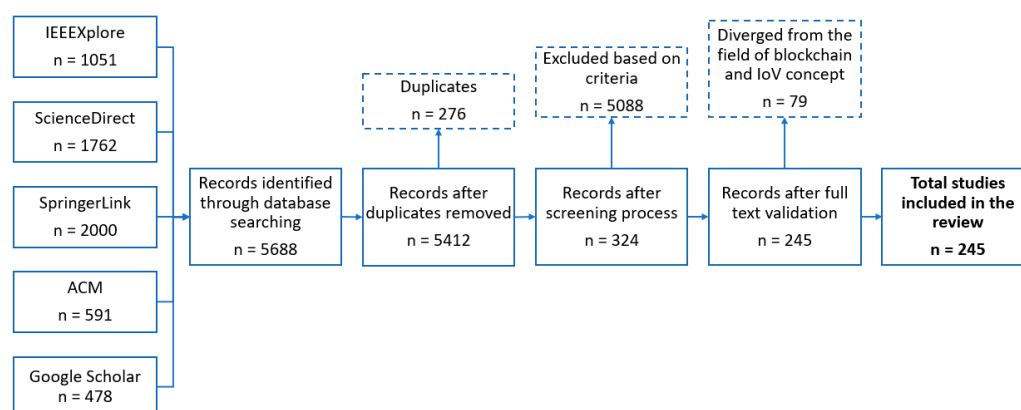 IEEEXplore
n = 1051
ScienceDirect
n = 1762
SpringerLink
n = 2000
ACM
n = 591
Google Scholar
n = 478
Records identified
through database
searching
n = 5688
Duplicates
n = 276
Records after
duplicates removed
n = 5412
Excluded based on
criteria
n = 5088
Records after
screening process
n = 324
Diverged from the
field of blockchain
and IoV concept
n = 79
Records after full
text validation
n = 245
Total studies
included in the
review
n = 245